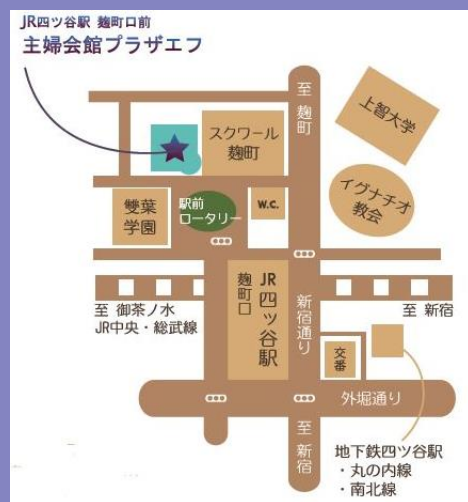 JR四ツ谷駅 麹町口前
主婦会館プラザエフ
至 麹町
上智大学
スクワール
麹町
イグナチオ
教会
雙葉
学園
駅前
ロータリー
w.c.
JR四ツ谷駅
麹町口
新宿通り
至 御茶ノ水
JR中央・総武線
至 新宿
交番
外堀通り
至 新宿
地下鉄四ツ谷駅
・丸の内線
・南北線